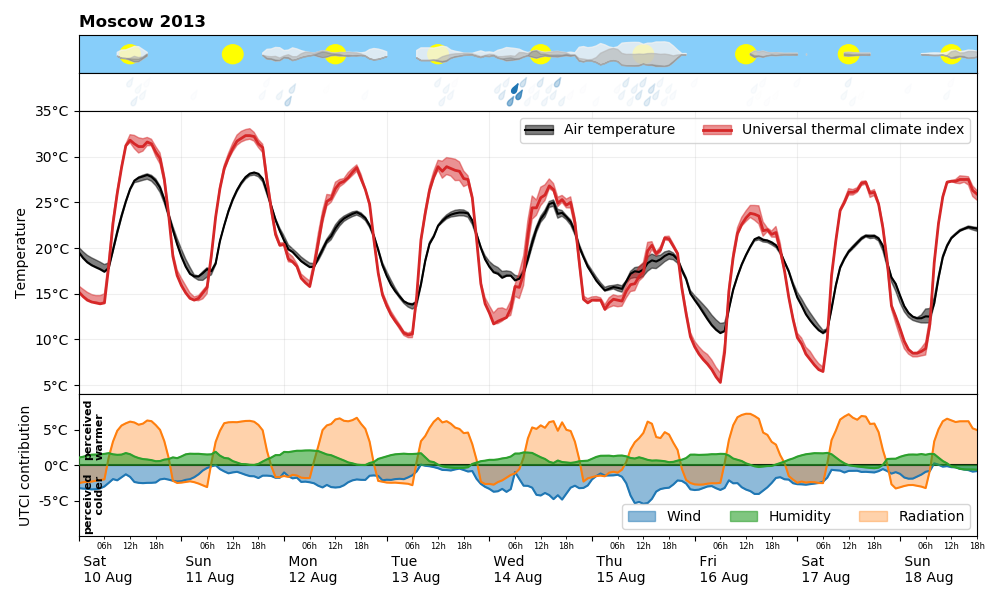 Moscow 2013
35°C
30°C
25°C
20°C
15°C
10°C
5°C
Temperature
Air temperature
Universal thermal climate index
5°C
0°C
-5°C
UTCI contribution
perceived
warmer
perceived
colder
Wind
Humidity
Radiation
06h 12h 18h 06h 12h 18h 06h 12h 18h 06h 12h 18h 06h 12h 18h 06h 12h 18h 06h 12h 18h 06h 12h 18h 06h 12h 18h
Sat Sun Mon Tue Wed Thu Fri Sat Sun
10 Aug 11 Aug 12 Aug 13 Aug 14 Aug 15 Aug 16 Aug 17 Aug 18 Aug